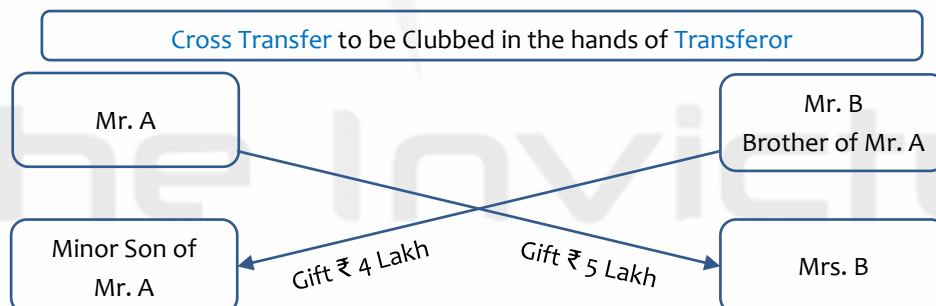 Cross Transfer to be Clubbed in the hands of Transferor
Mr. A
Mr. B
Brother of Mr. A
Minor Son of
Mr. A
Gift ₹ 4 Lakh
Gift ₹ 5 Lakh
Mrs. B